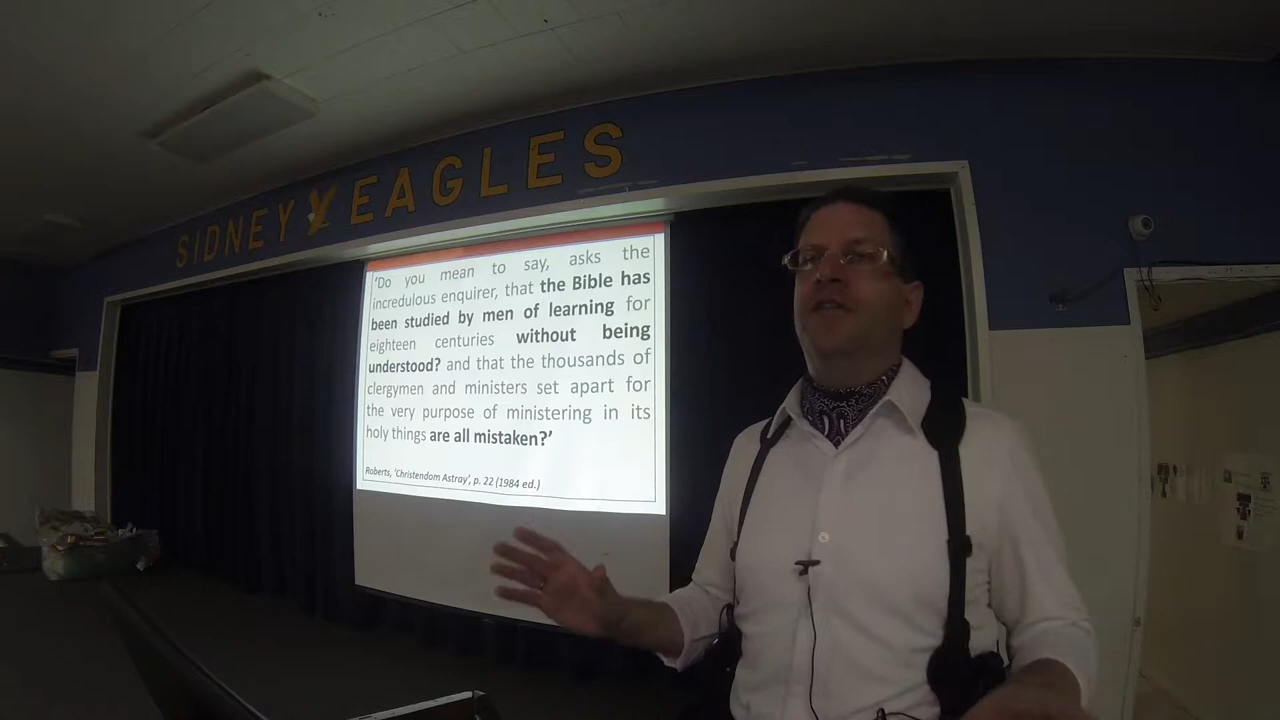 SIDNEY EAGLES
'Do you mean to say, asks the
incredulous enquirer, that the Bible has
been studied by men of learning for
eighteen centuries without being
understood? and that the thousands of
clergymen and ministers set apart for
the very purpose of ministering in its
holy things are all mistaken?'
Roberts, 'Christendom Astray', p. 22 (1984 ed.)